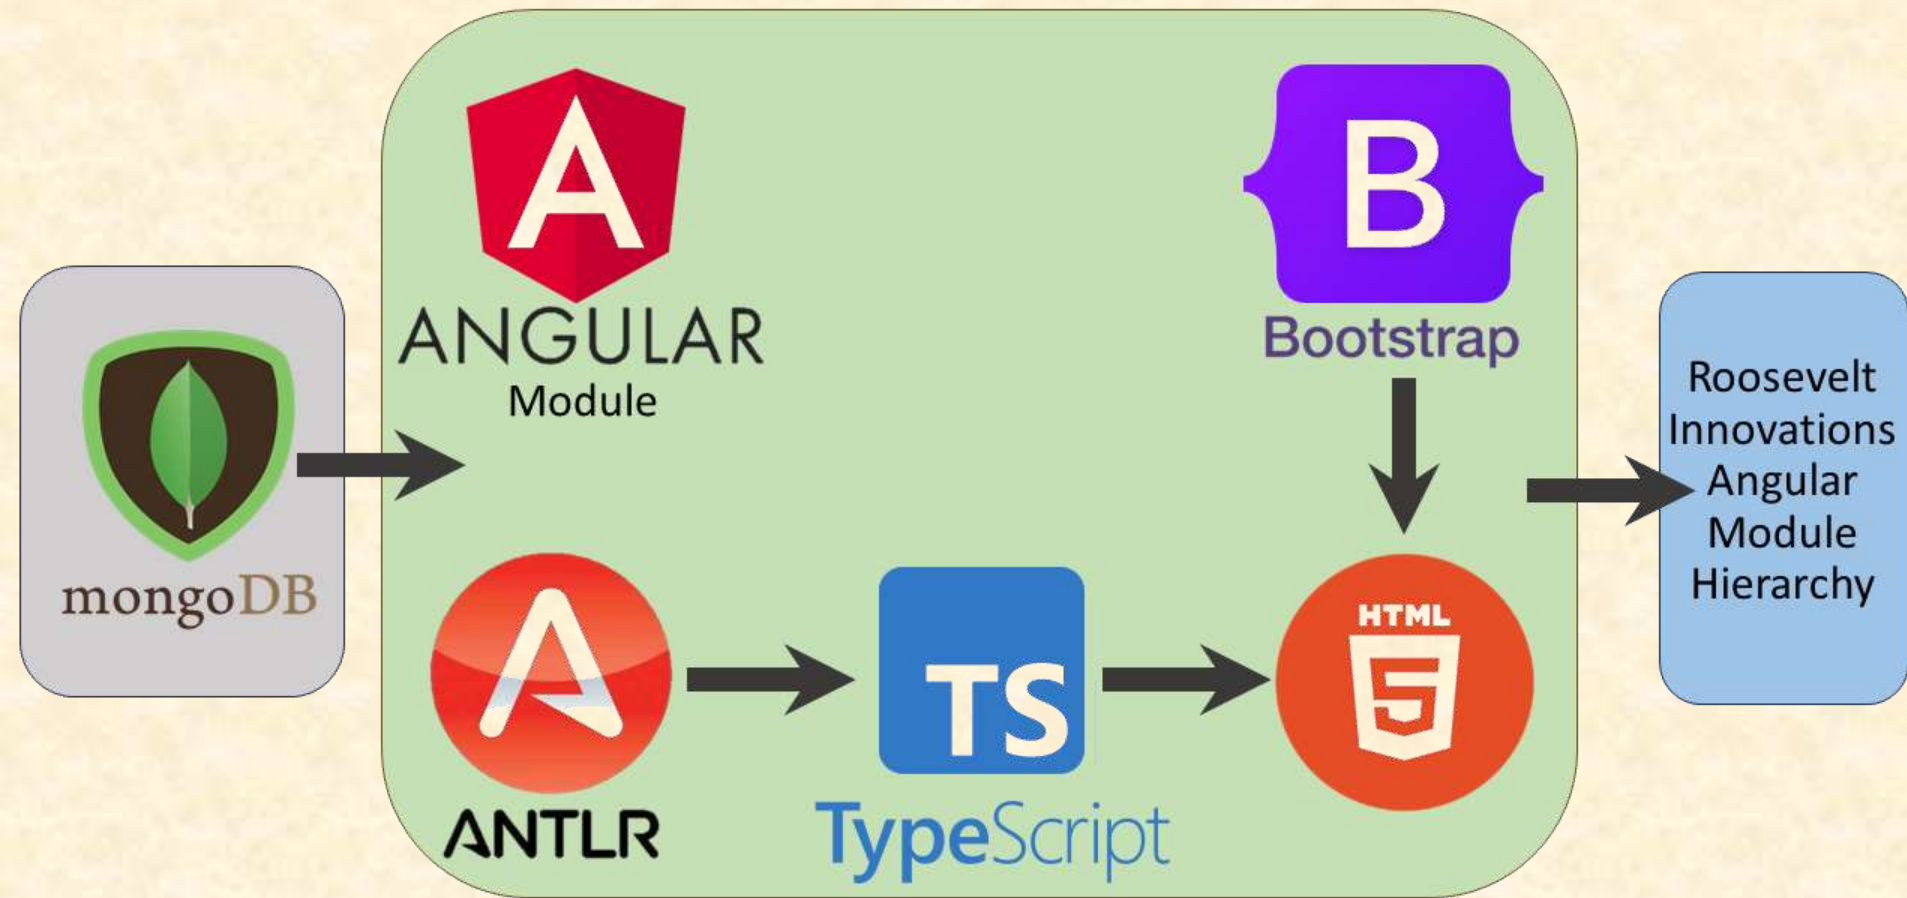 mongoDB
A
ANGULAR
Module
B
Bootstrap
ANTLR
TS
TypeScript
HTML
5
Roosevelt
Innovations
Angular
Module
Hierarchy